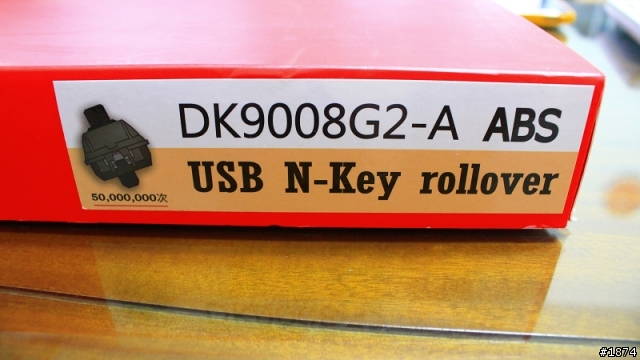 DK9008G2-A ABS
USB N-Key rollover
50,000,000次
#1874